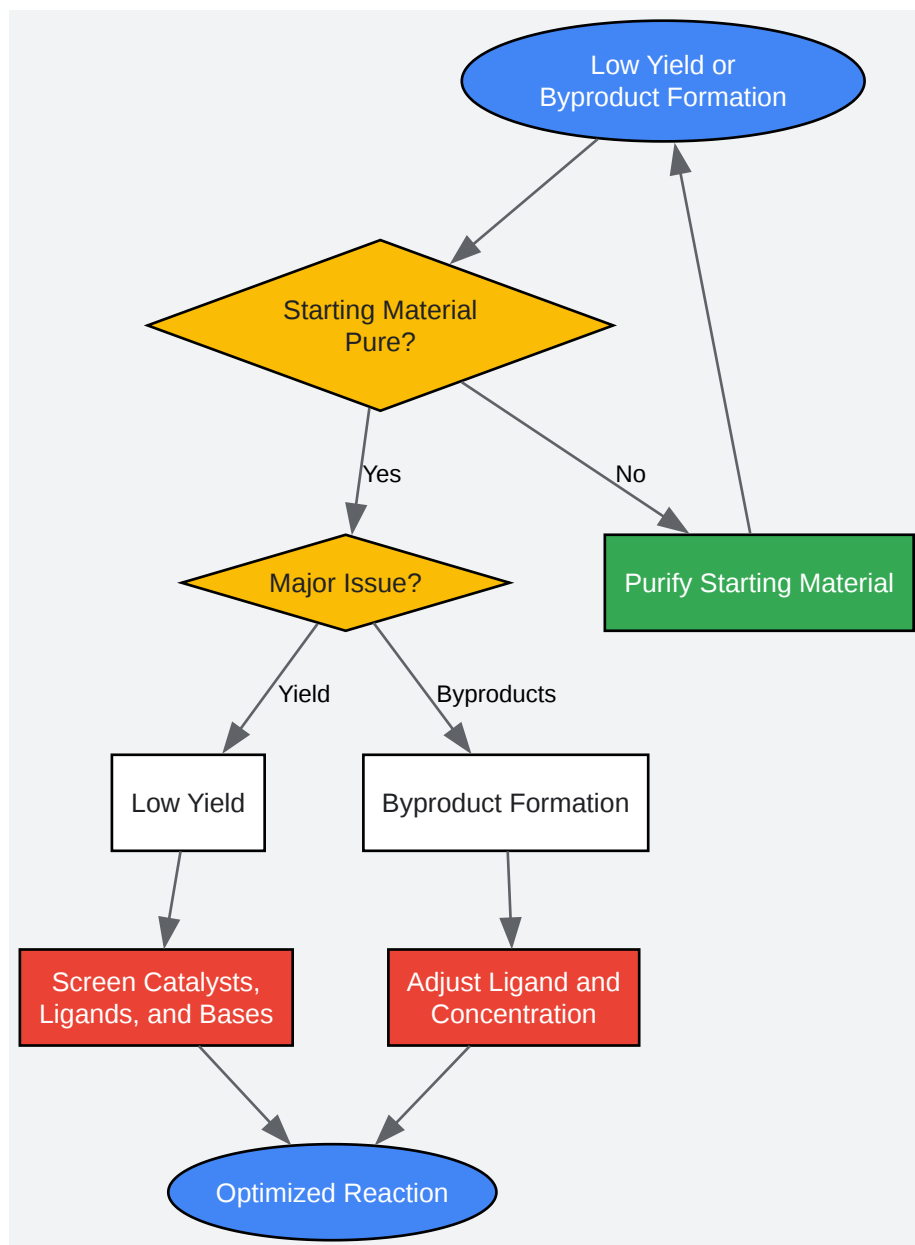 Low Yield or
Byproduct Formation
Starting Material
Pure?
Yes
No
Major Issue?
Purify Starting Material
Yield
Byproducts
Low Yield
Byproduct Formation
Screen Catalysts,
Ligands, and Bases
Adjust Ligand and
Concentration
Optimized Reaction